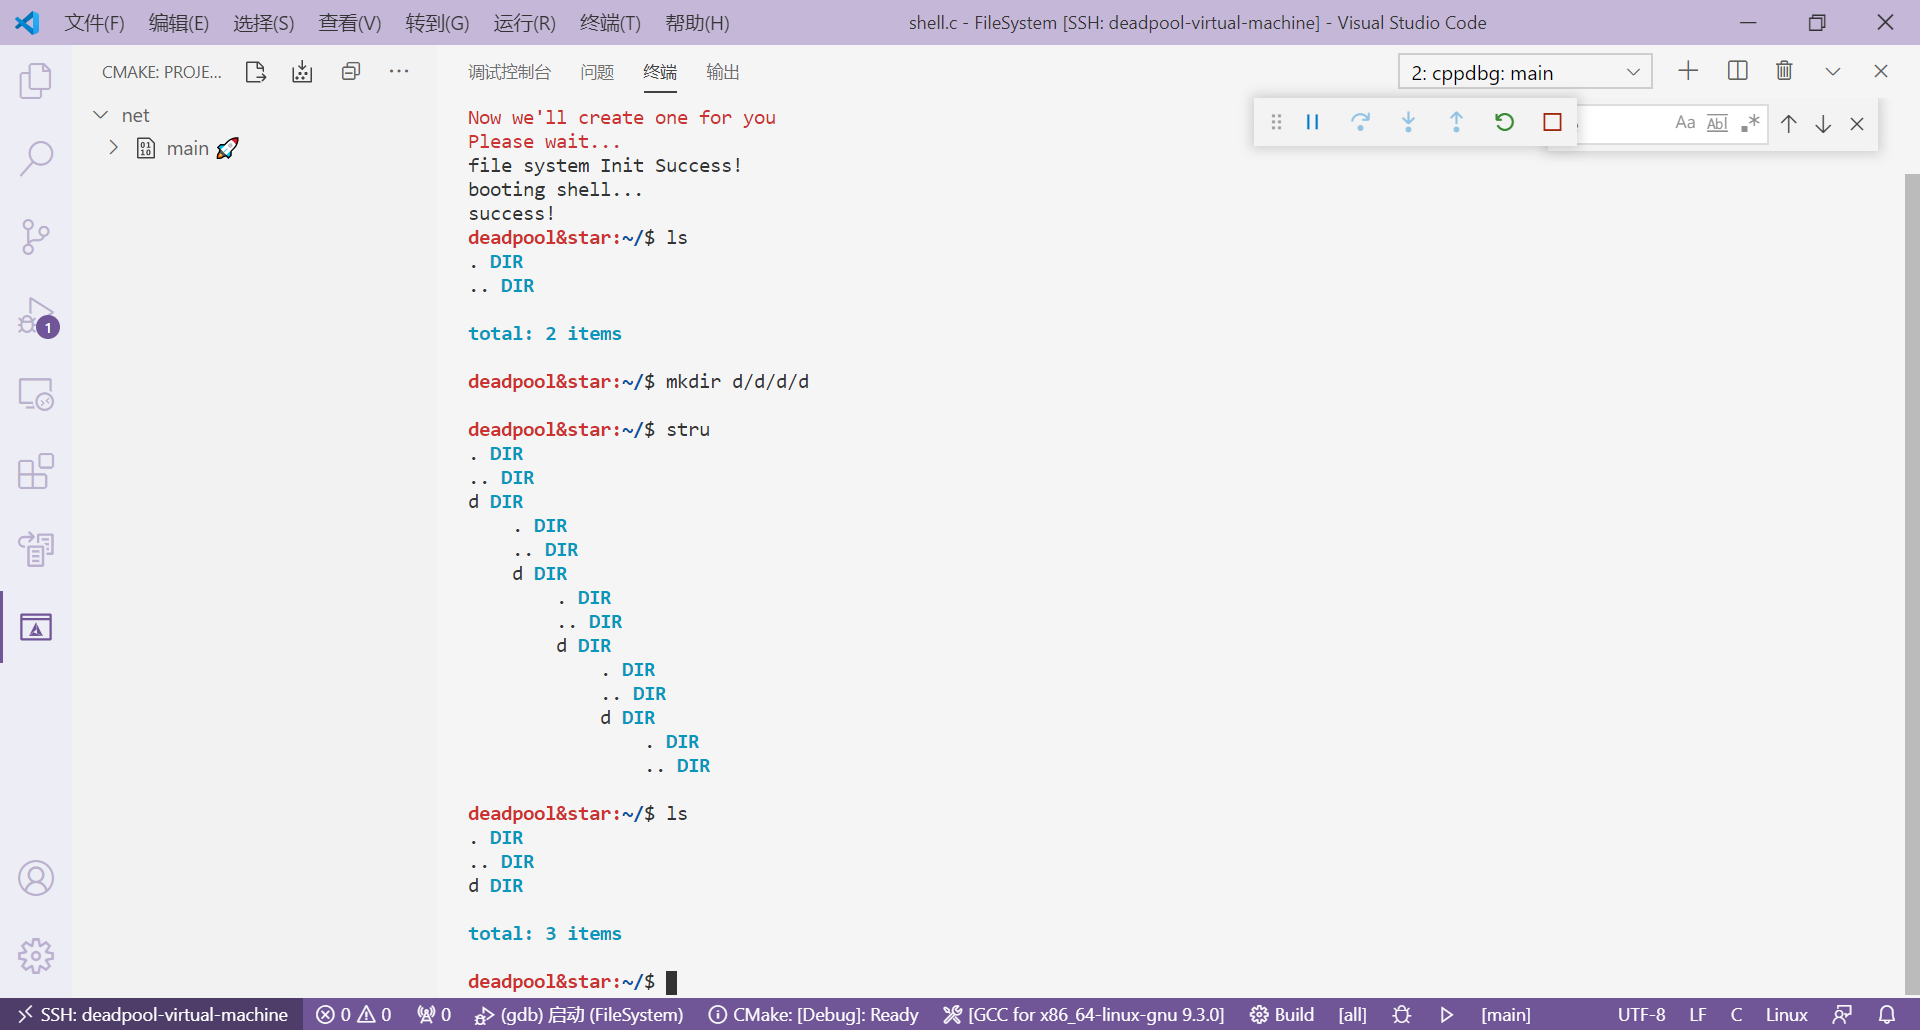 文件(F) 编辑(E) 选择(S) 查看(V) 转到(G) 运行(R) 终端(T) 帮助(H) shell.c - FileSystem [SSH: deadpool-virtual-machine] - Visual Studio Code
CMAKE: PROJE... 调试控制台 问题 终端 输出 2: cppdbg: main
net
main
1
Aa Abl .*
Now we'll create one for you
Please wait...
file system Init Success!
booting shell...
success!
deadpool&star:~/$ ls
. DIR
.. DIR
total: 2 items
deadpool&star:~/$ mkdir d/d/d/d
deadpool&star:~/$ stru
. DIR
.. DIR
d DIR
. DIR
.. DIR
d DIR
. DIR
.. DIR
d DIR
. DIR
.. DIR
d DIR
. DIR
.. DIR
deadpool&star:~/$ ls
. DIR
.. DIR
d DIR
total: 3 items
deadpool&star:~/$
SSH: deadpool-virtual-machine 0 0 0 (gdb) 启动 (FileSystem) CMake: [Debug]: Ready [GCC for x86_64-linux-gnu 9.3.0] Build [all] [main] UTF-8 LF C Linux